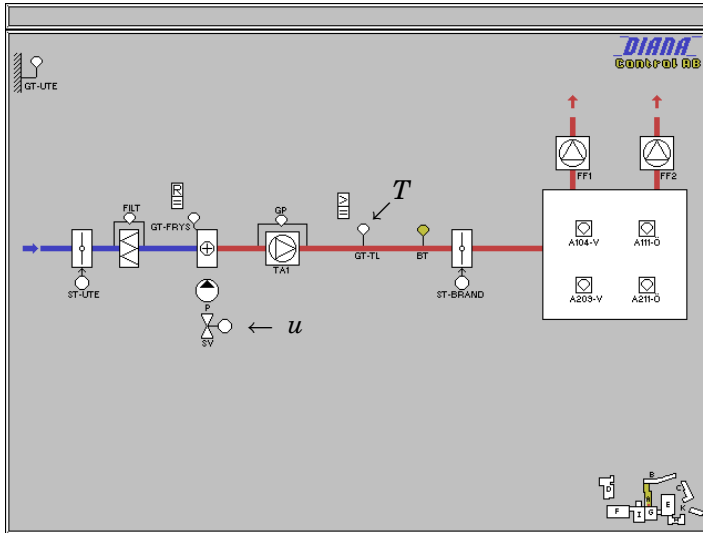 DIANA
Control AB
GT-UTE
FF1
FF2
R
FILT
GT-FRYS
GP
T
A104-V
A111-Ö
GT-TL
BT
TA1
ST-UTE
A209-V
A211-Ö
ST-BRAND
P
← u
SV
B
D
C
A
E
K
F
I
G